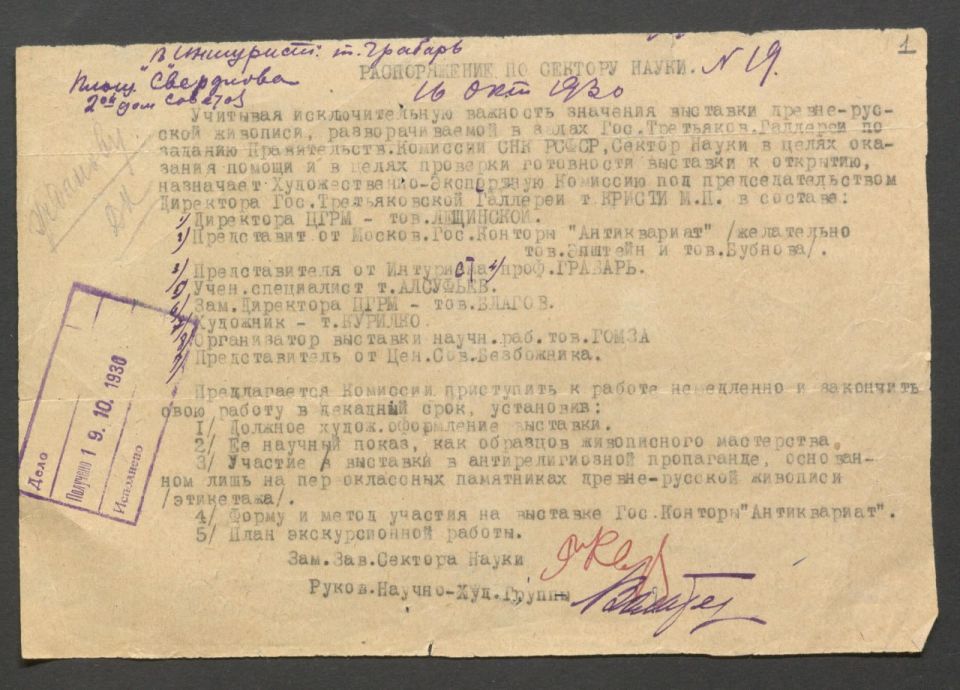 В Интурист: т. Грабарь
Площ. Свердлова
2ой дом Советов
1
РАСПОРЯЖЕНИЕ ПО СЕКТОРУ НАУКИ. N 19.
16 Окт 1930
Учитывая исключительную важность значения выставки древне-рус-
ской живописи, разворачиваемой в залах Гос.Третьяков.Галлереи по
заданию Правительств.Комиссии СНК РСФСР,Сектор Науки в целях ока-
зания помощи и в целях проверки готовности выставки к открытию,
назначает Художественно-Экспортную Комиссию под председательством
Директора Гос.Третьяковской Галлереи т.КРИСТИ М.П. в составе:
1/ Директора ЦГРМ - тов.ЛЕЩИНСКОЙ.
2/ Представит от Москов.Гос.Конторы "Антиквариат" /желательно
тов.Эпштейн и тов.Бубнова/.
3/ Представителя от Интуриста 4/ проф.ГРАБАРЬ.
5/ Учен.специалист т.АЛСУФЬЕВ.
6/ Зам.Директора ЦГРМ - тов.БЛАГОВ.
7/ Художник - т.КУРИЛКО
8/ Организатор выставки научн.раб.тов.ГОМЗА
9/ Представитель от Цен.Сов.Безбожника.
Предлагается Комиссии приступить к работе немедленно и закончить
свою работу в декадный срок, установив:
1/ Должное худож.оформление выставки.
2/ Ее научный показ, как образцов живописного мастерства.
3/ Участие в выставки в антирелигиозной пропаганде, основан-
ном лишь на пер оклассных памятниках древне-русской живописи
/этикетажа/.
4/ Форму и метод участия на выставке Гос.Конторы"Антиквариат".
5/ План экскурсионной работы.
Зам.Зав.Сектора Науки
Руков.Научно-Худ.Группы
Дело
Получено 19.10.1930
Исполнено